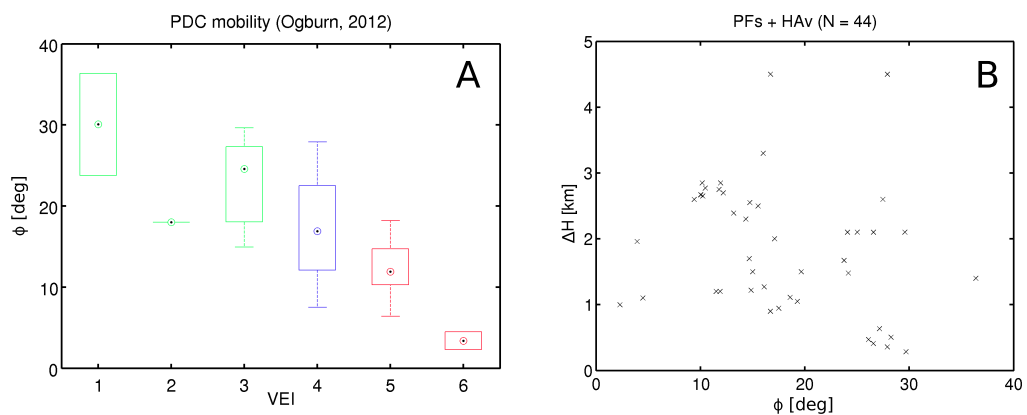 PDC mobility (Ogburn, 2012)
A
40
30
20
10
0
ϕ [deg]
1 2 3 4 5 6
VEI
PFs + HAv (N = 44)
B
5
4
3
2
1
0
ΔH [km]
0 10 20 30 40
ϕ [deg]